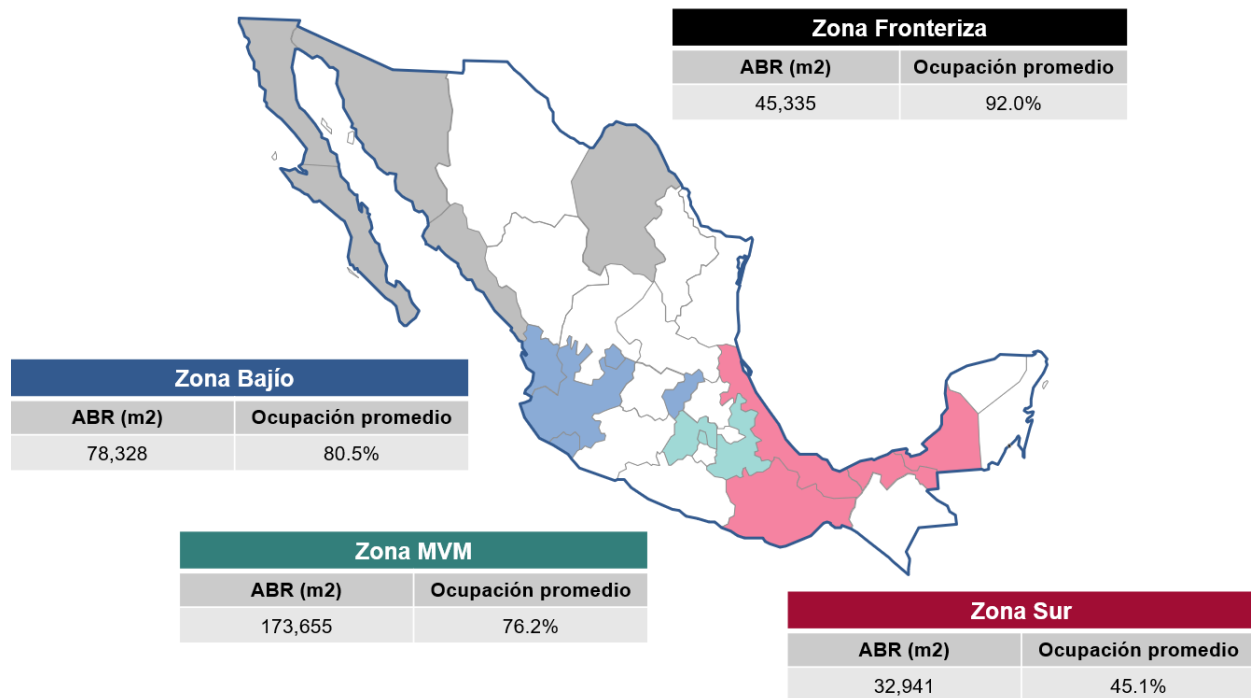 Zona Fronteriza
ABR (m2) Ocupación promedio
45,335 92.0%
Zona Bajío
ABR (m2) Ocupación promedio
78,328 80.5%
Zona MVM
ABR (m2) Ocupación promedio
173,655 76.2%
Zona Sur
ABR (m2) Ocupación promedio
32,941 45.1%